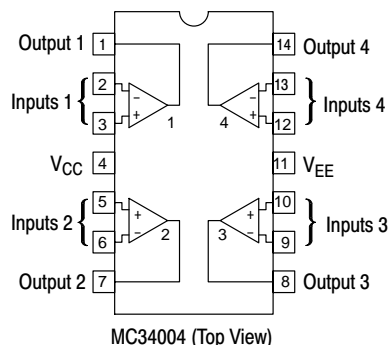 Output 1 1 14 Output 4
2 − − 13
Inputs 1 { } Inputs 4
3 + 1 4 + 12
VCC 4 11 VEE
5 + + 10
Inputs 2 { } Inputs 3
6 − 2 3 − 9
Output 2 7 8 Output 3
MC34004 (Top View)